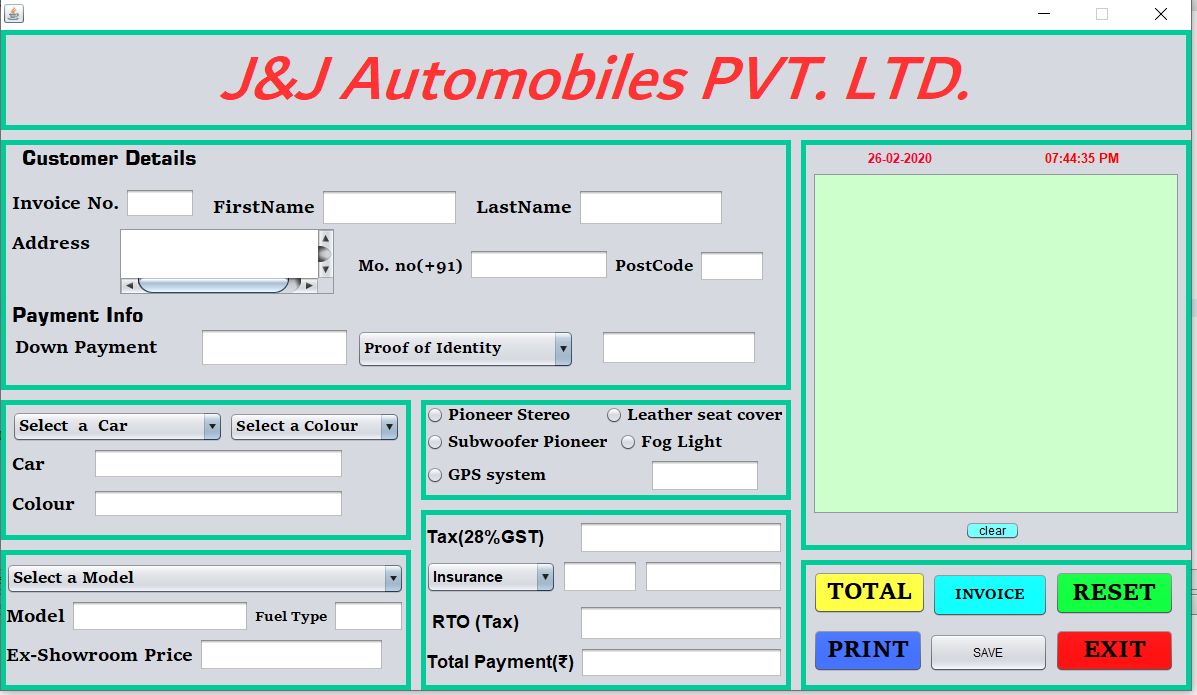 J&J Automobiles PVT. LTD.
Customer Details
Invoice No.
FirstName
LastName
Address
Mo. no(+91)
PostCode
Payment Info
Down Payment
Proof of Identity
26-02-2020
07:44:35 PM
clear
Select a Car
Select a Colour
Car
Colour
Pioneer Stereo
Leather seat cover
Subwoofer Pioneer
Fog Light
GPS system
Select a Model
Model
Fuel Type
Ex-Showroom Price
Tax(28%GST)
Insurance
RTO (Tax)
Total Payment(₹)
TOTAL
INVOICE
RESET
PRINT
SAVE
EXIT